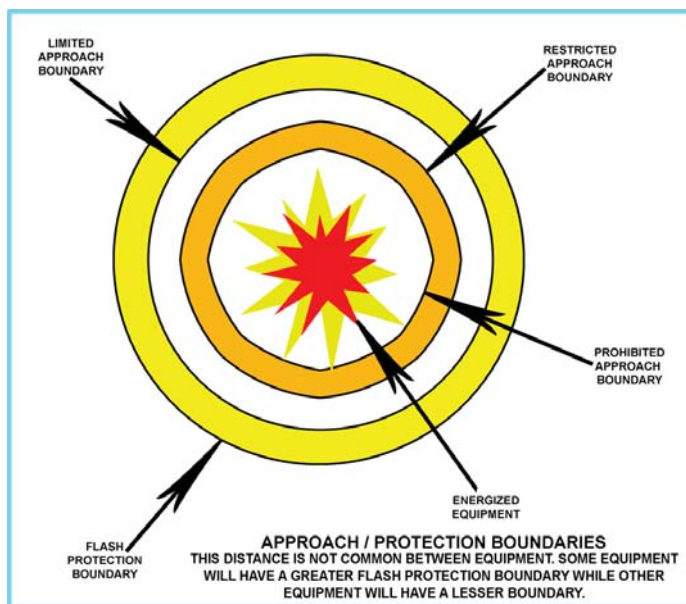 LIMITED
APPROACH
BOUNDARY
RESTRICTED
APPROACH
BOUNDARY
PROHIBITED
APPROACH
BOUNDARY
ENERGIZED
EQUIPMENT
FLASH
PROTECTION
BOUNDARY
APPROACH / PROTECTION BOUNDARIES
THIS DISTANCE IS NOT COMMON BETWEEN EQUIPMENT. SOME EQUIPMENT
WILL HAVE A GREATER FLASH PROTECTION BOUNDARY WHILE OTHER
EQUIPMENT WILL HAVE A LESSER BOUNDARY.